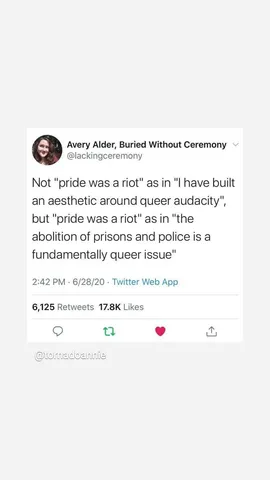 Avery Alder, Buried Without Ceremony
@lackingceremony
Not "pride was a riot" as in "I have built
an aesthetic around queer audacity",
but "pride was a riot" as in "the
abolition of prisons and police is a
fundamentally queer issue"
2:42 PM · 6/28/20 · Twitter Web App
6,125 Retweets 17.8K Likes
@tomadoannie